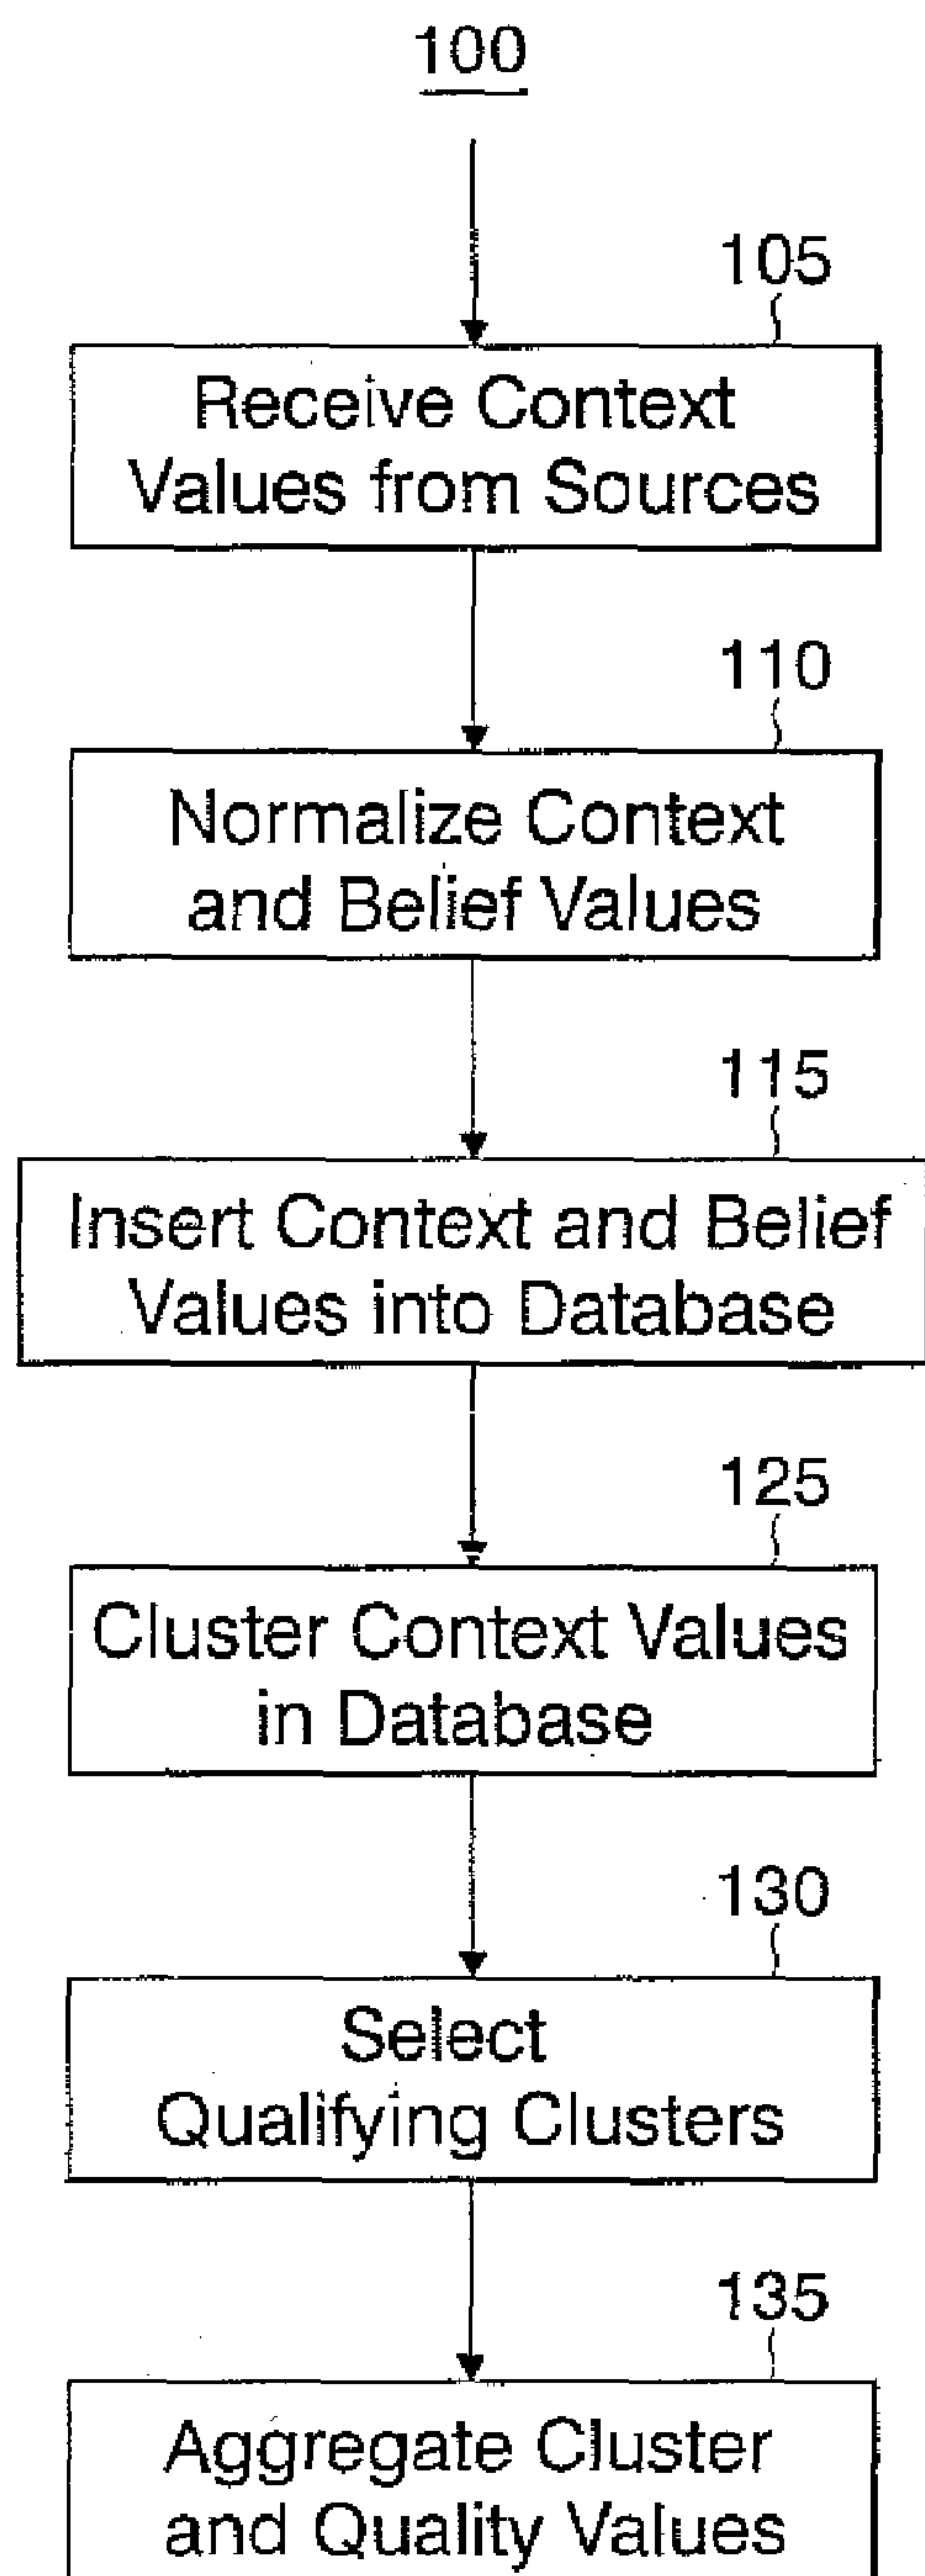 100
105
Receive Context
Values from Sources
110
Normalize Context
and Belief Values
115
Insert Context and Belief
Values into Database
125
Cluster Context Values
in Database
130
Select
Qualifying Clusters
135
Aggregate Cluster
and Quality Values